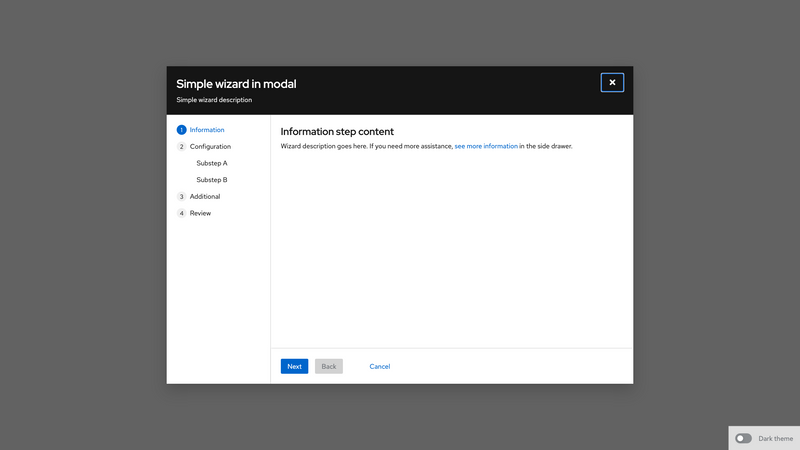 Simple wizard in modal
Simple wizard description
1 Information
2 Configuration
Substep A
Substep B
3 Additional
4 Review
Information step content
Wizard description goes here. If you need more assistance, see more information in the side drawer.
Next
Back
Cancel
Dark theme